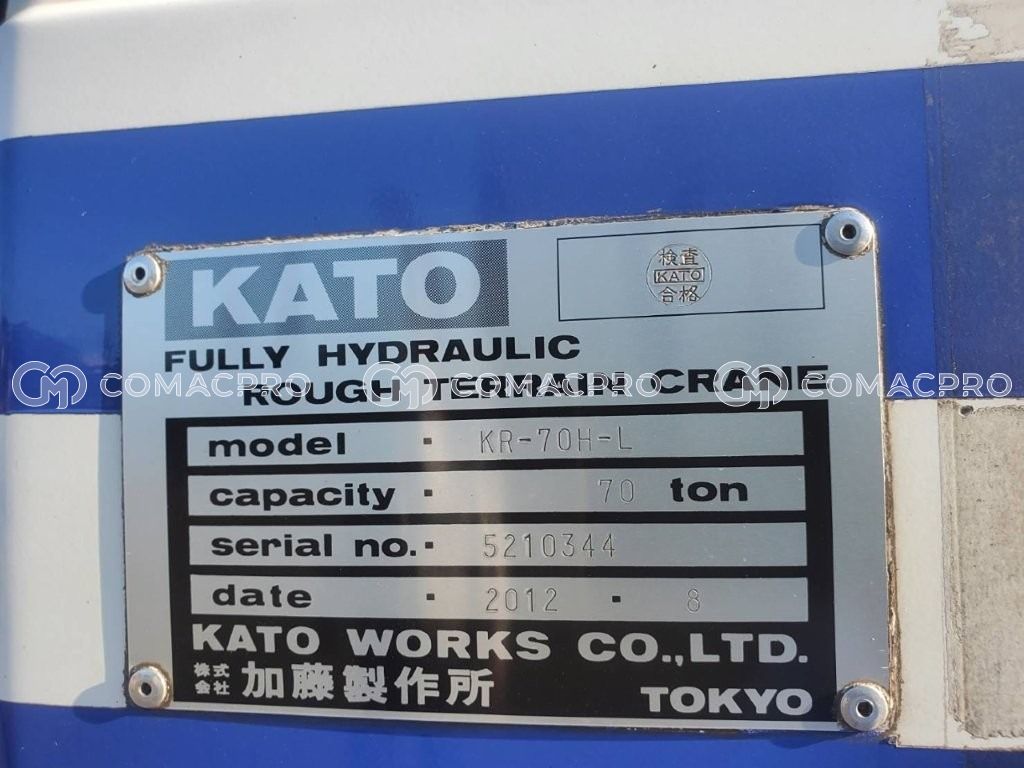 KATO
検査
KATO
合格
FULLY HYDRAULIC
ROUGH TERRAIN CRANE
COMACPRO COMACPRO COMACPRO
model · KR-70H-L
capacity · 70 ton
serial no. · 5210344
date · 2012 · 8
KATO WORKS CO.,LTD.
株式会社 加藤製作所 TOKYO